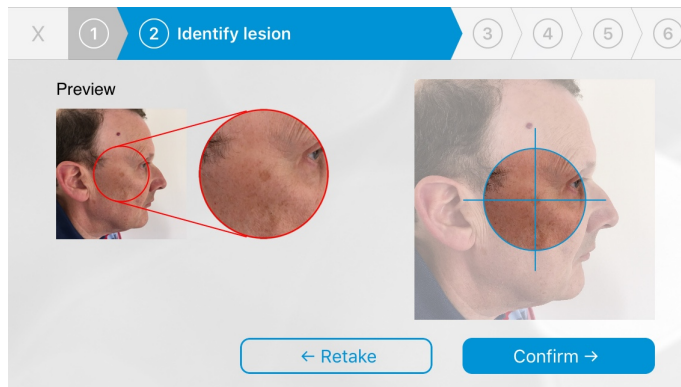 X 1 2 Identify lesion 3 4 5 6
Preview
← Retake Confirm →